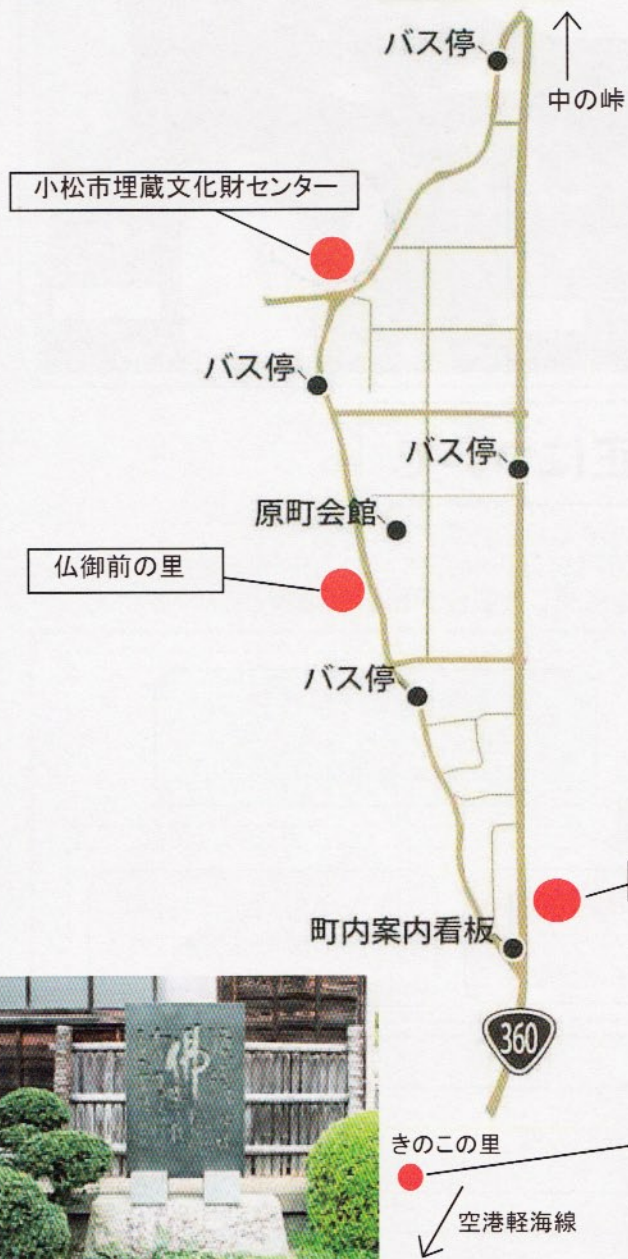 バス停
中の峠
小松市埋蔵文化財センター
バス停
バス停
原町会館
仏御前の里
バス停
町内案内看板
360
佛
きのこの里
空港軽海線